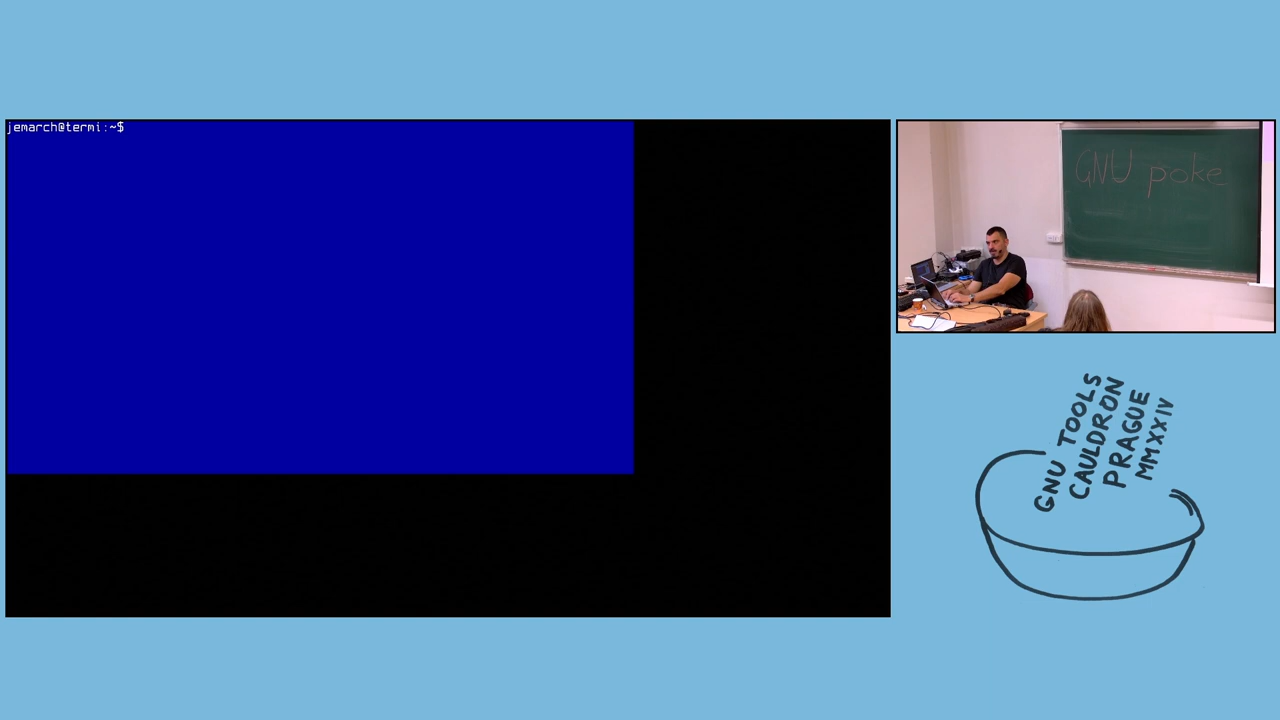 jemarch@termi:~$
GNU poke
GNU TOOLS
CAULDRON
PRAGUE
MMXXIV